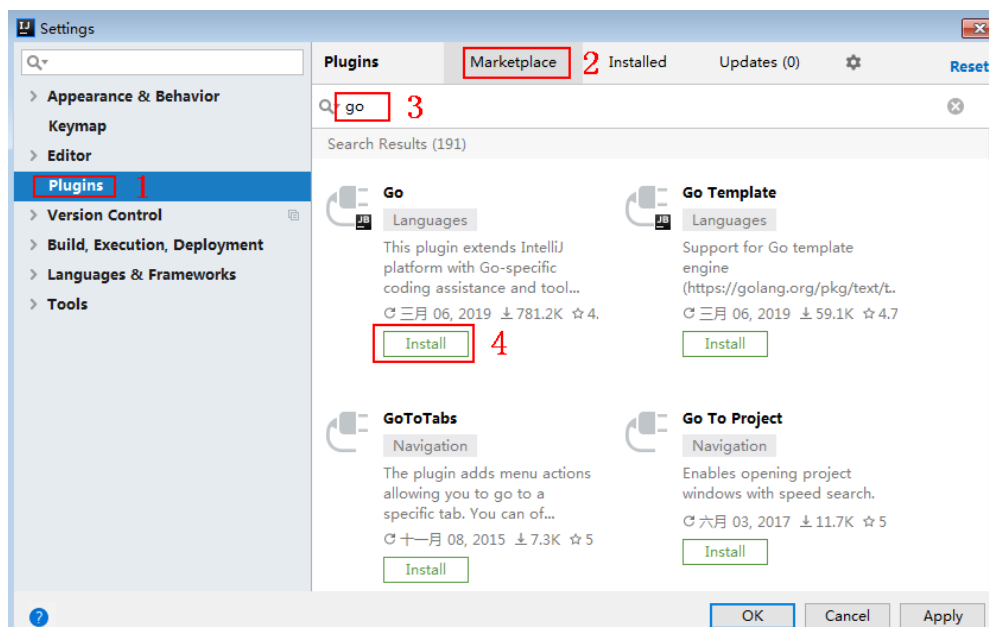 Settings
Plugins
Marketplace
2
Installed
Updates (0)
Reset
Appearance & Behavior
Keymap
Editor
Plugins
1
Version Control
Build, Execution, Deployment
Languages & Frameworks
Tools
go
3
Search Results (191)
Go
Languages
This plugin extends IntelliJ
platform with Go-specific
coding assistance and tool...
三月 06, 2019 781.2K 4.
Install
4
Go Template
Languages
Support for Go template
engine
(https://golang.org/pkg/text/t..
三月 06, 2019 59.1K 4.7
Install
GoToTabs
Navigation
The plugin adds menu actions
allowing you to go to a
specific tab. You can of...
十一月 08, 2015 7.3K 5
Install
Go To Project
Navigation
Enables opening project
windows with speed search.
六月 03, 2017 11.7K 5
Install
?
OK
Cancel
Apply